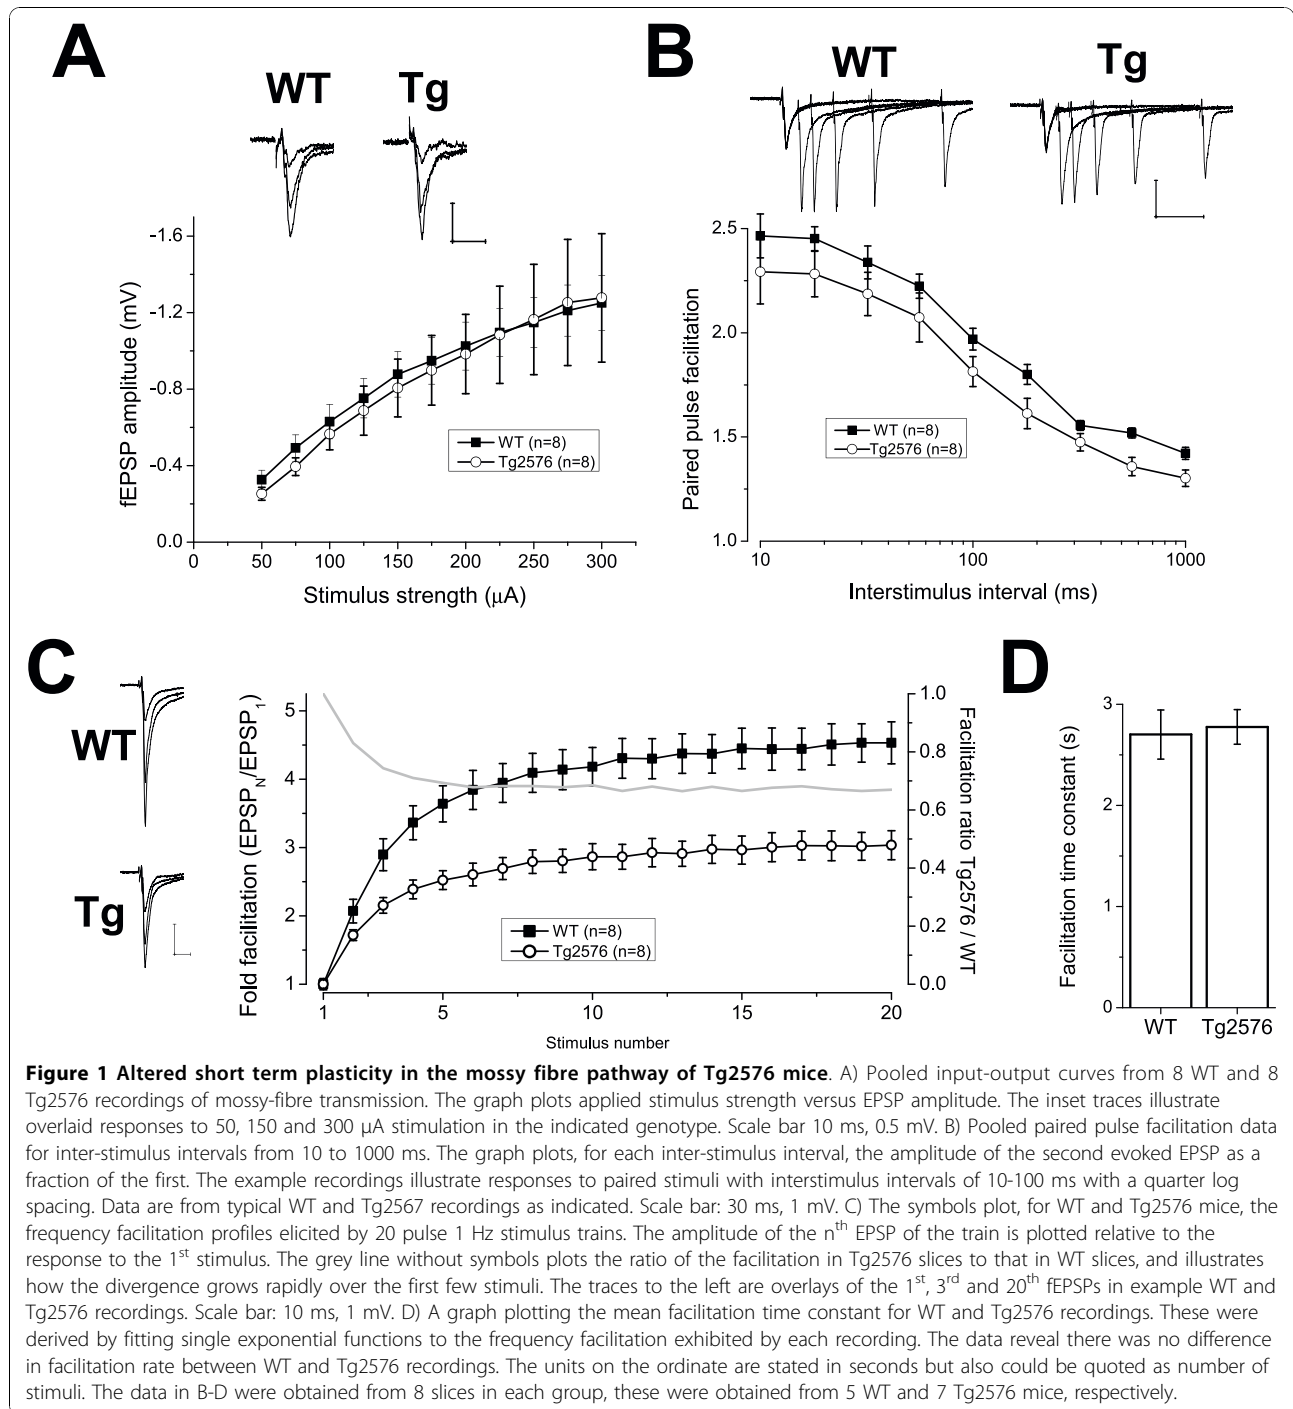 A
WT
Tg
-1.6
-1.2
-0.8
-0.4
0.0
fEPSP amplitude (mV)
0
50
100
150
200
250
300
Stimulus strength (µA)
WT (n=8)
Tg2576 (n=8)
B
WT
Tg
2.5
2.0
1.5
1.0
Paired pulse facilitation
10
100
1000
Interstimulus interval (ms)
WT (n=8)
Tg2576 (n=8)
C
WT
Tg
5
4
3
2
1
Fold facilitation (EPSP_N/EPSP_1)
1
5
10
15
20
Stimulus number
WT (n=8)
Tg2576 (n=8)
1.0
0.8
0.6
0.4
0.2
0.0
Facilitation ratio Tg2576 / WT
D
3
2
1
0
Facilitation time constant (s)
WT
Tg2576
Figure 1 Altered short term plasticity in the mossy fibre pathway of Tg2576 mice. A) Pooled input-output curves from 8 WT and 8
Tg2576 recordings of mossy-fibre transmission. The graph plots applied stimulus strength versus EPSP amplitude. The inset traces illustrate
overlaid responses to 50, 150 and 300 µA stimulation in the indicated genotype. Scale bar 10 ms, 0.5 mV. B) Pooled paired pulse facilitation data
for inter-stimulus intervals from 10 to 1000 ms. The graph plots, for each inter-stimulus interval, the amplitude of the second evoked EPSP as a
fraction of the first. The example recordings illustrate responses to paired stimuli with interstimulus intervals of 10-100 ms with a quarter log
spacing. Data are from typical WT and Tg2567 recordings as indicated. Scale bar: 30 ms, 1 mV. C) The symbols plot, for WT and Tg2576 mice, the
frequency facilitation profiles elicited by 20 pulse 1 Hz stimulus trains. The amplitude of the nth EPSP of the train is plotted relative to the
response to the 1st stimulus. The grey line without symbols plots the ratio of the facilitation in Tg2576 slices to that in WT slices, and illustrates
how the divergence grows rapidly over the first few stimuli. The traces to the left are overlays of the 1st, 3rd and 20th fEPSPs in example WT and
Tg2576 recordings. Scale bar: 10 ms, 1 mV. D) A graph plotting the mean facilitation time constant for WT and Tg2576 recordings. These were
derived by fitting single exponential functions to the frequency facilitation exhibited by each recording. The data reveal there was no difference
in facilitation rate between WT and Tg2576 recordings. The units on the ordinate are stated in seconds but also could be quoted as number of
stimuli. The data in B-D were obtained from 8 slices in each group, these were obtained from 5 WT and 7 Tg2576 mice, respectively.